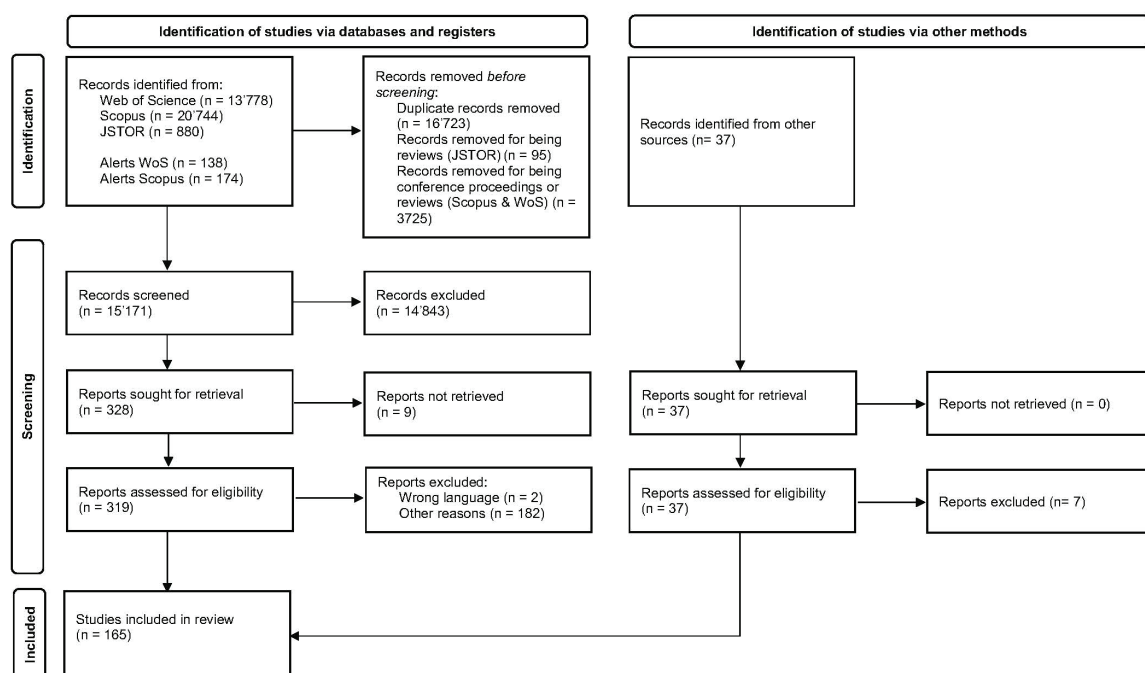 Identification of studies via databases and registers
Identification of studies via other methods
Identification
Records identified from:
Web of Science (n = 13'778)
Scopus (n = 20'744)
JSTOR (n = 880)
Alerts WoS (n = 138)
Alerts Scopus (n = 174)
Records removed before
screening:
Duplicate records removed
(n = 16'723)
Records removed for being
reviews (JSTOR) (n = 95)
Records removed for being
conference proceedings or
reviews (Scopus & WoS) (n =
3725)
Records identified from other
sources (n= 37)
Screening
Records screened
(n = 15'171)
Records excluded
(n = 14'843)
Reports sought for retrieval
(n = 328)
Reports not retrieved
(n = 9)
Reports sought for retrieval
(n = 37)
Reports not retrieved (n = 0)
Reports assessed for eligibility
(n = 319)
Reports excluded:
Wrong language (n = 2)
Other reasons (n = 182)
Reports assessed for eligibility
(n = 37)
Reports excluded (n= 7)
Included
Studies included in review
(n = 165)